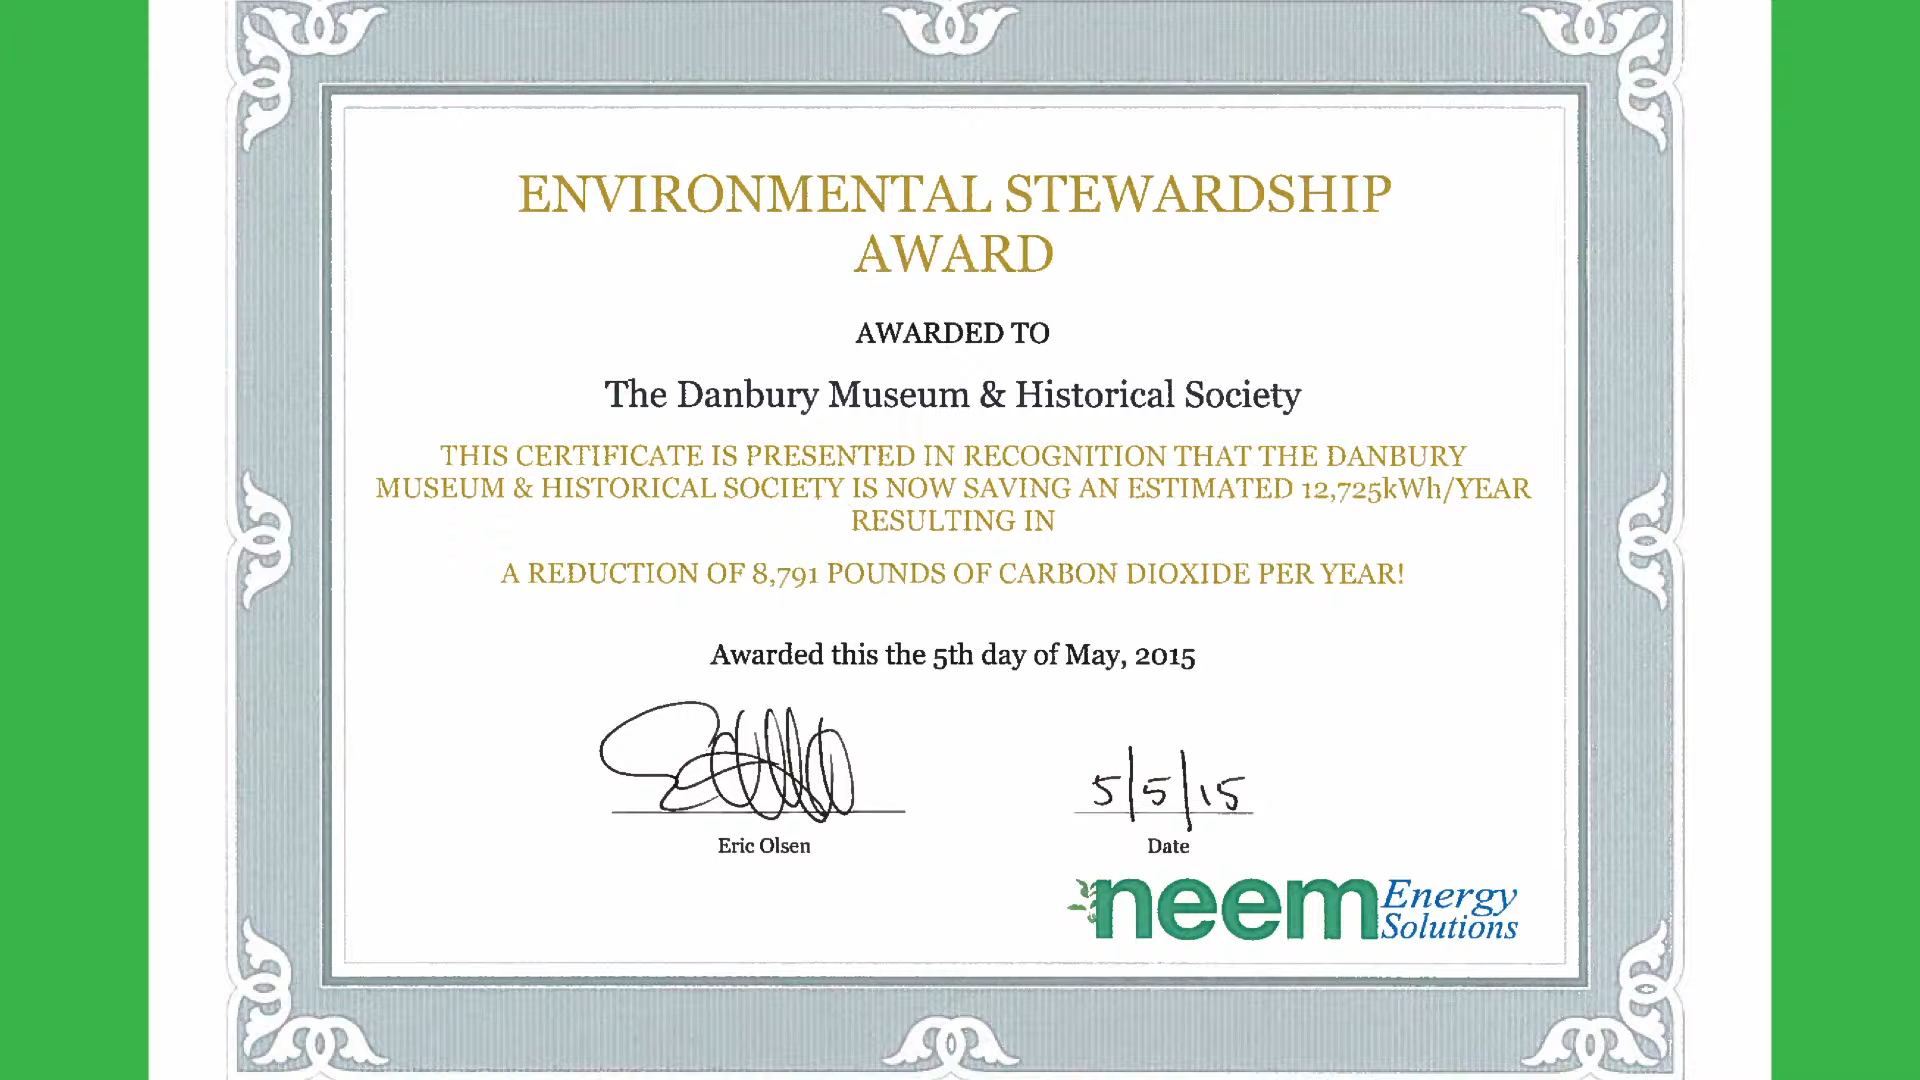 ENVIRONMENTAL STEWARDSHIP
AWARD
AWARDED TO
The Danbury Museum & Historical Society
THIS CERTIFICATE IS PRESENTED IN RECOGNITION THAT THE DANBURY
MUSEUM & HISTORICAL SOCIETY IS NOW SAVING AN ESTIMATED 12,725kWh/YEAR
RESULTING IN
A REDUCTION OF 8,791 POUNDS OF CARBON DIOXIDE PER YEAR!
Awarded this the 5th day of May, 2015
5/5/15
Eric Olsen
Date
neem Energy
Solutions